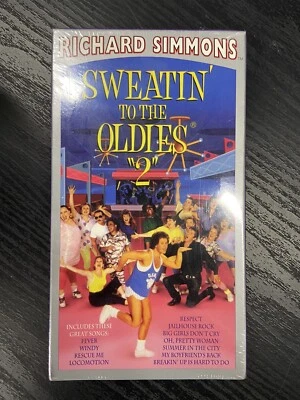 RICHARD SIMMONS
SWEATIN'
TO THE
OLDIES®
"2"
INCLUDES THESE
GREAT SONGS:
FEVER
WINDY
RESCUE ME
LOCOMOTION
RESPECT
JAILHOUSE ROCK
BIG GIRLS DON'T CRY
OH, PRETTY WOMAN
SUMMER IN THE CITY
MY BOYFRIEND'S BACK
BREAKIN' UP IS HARD TO DO